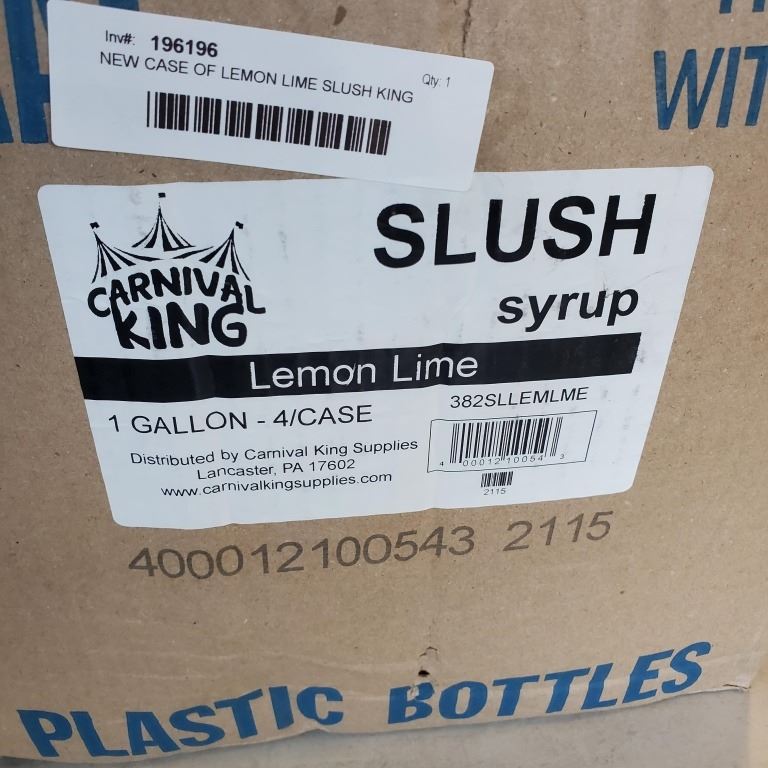 WIT
Inv#: 196196
Qty: 1
NEW CASE OF LEMON LIME SLUSH KING
CARNIVAL
KING
SLUSH
syrup
Lemon Lime
1 GALLON - 4/CASE
382SLLEMLME
Distributed by Carnival King Supplies
Lancaster, PA 17602
www.carnivalkingsupplies.com
4 00012 10054 3
2115
400012100543 2115
PLASTIC BOTTLES